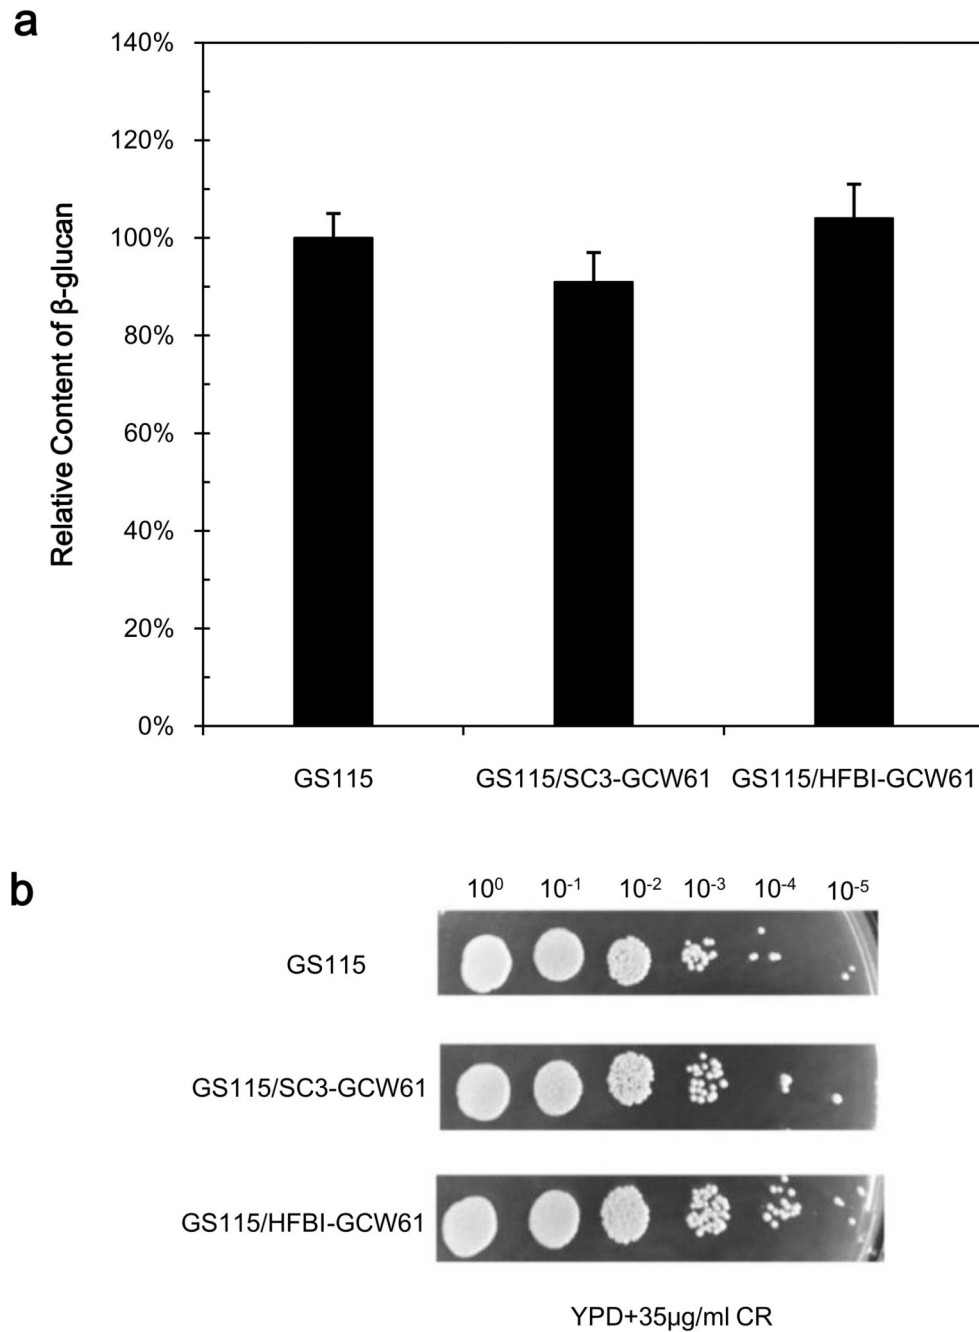 a
140%
120%
100%
80%
60%
40%
20%
0%
Relative Content of β-glucan
GS115 GS115/SC3-GCW61 GS115/HFBI-GCW61
b
10⁰ 10⁻¹ 10⁻² 10⁻³ 10⁻⁴ 10⁻⁵
GS115
GS115/SC3-GCW61
GS115/HFBI-GCW61
YPD+35μg/ml CR